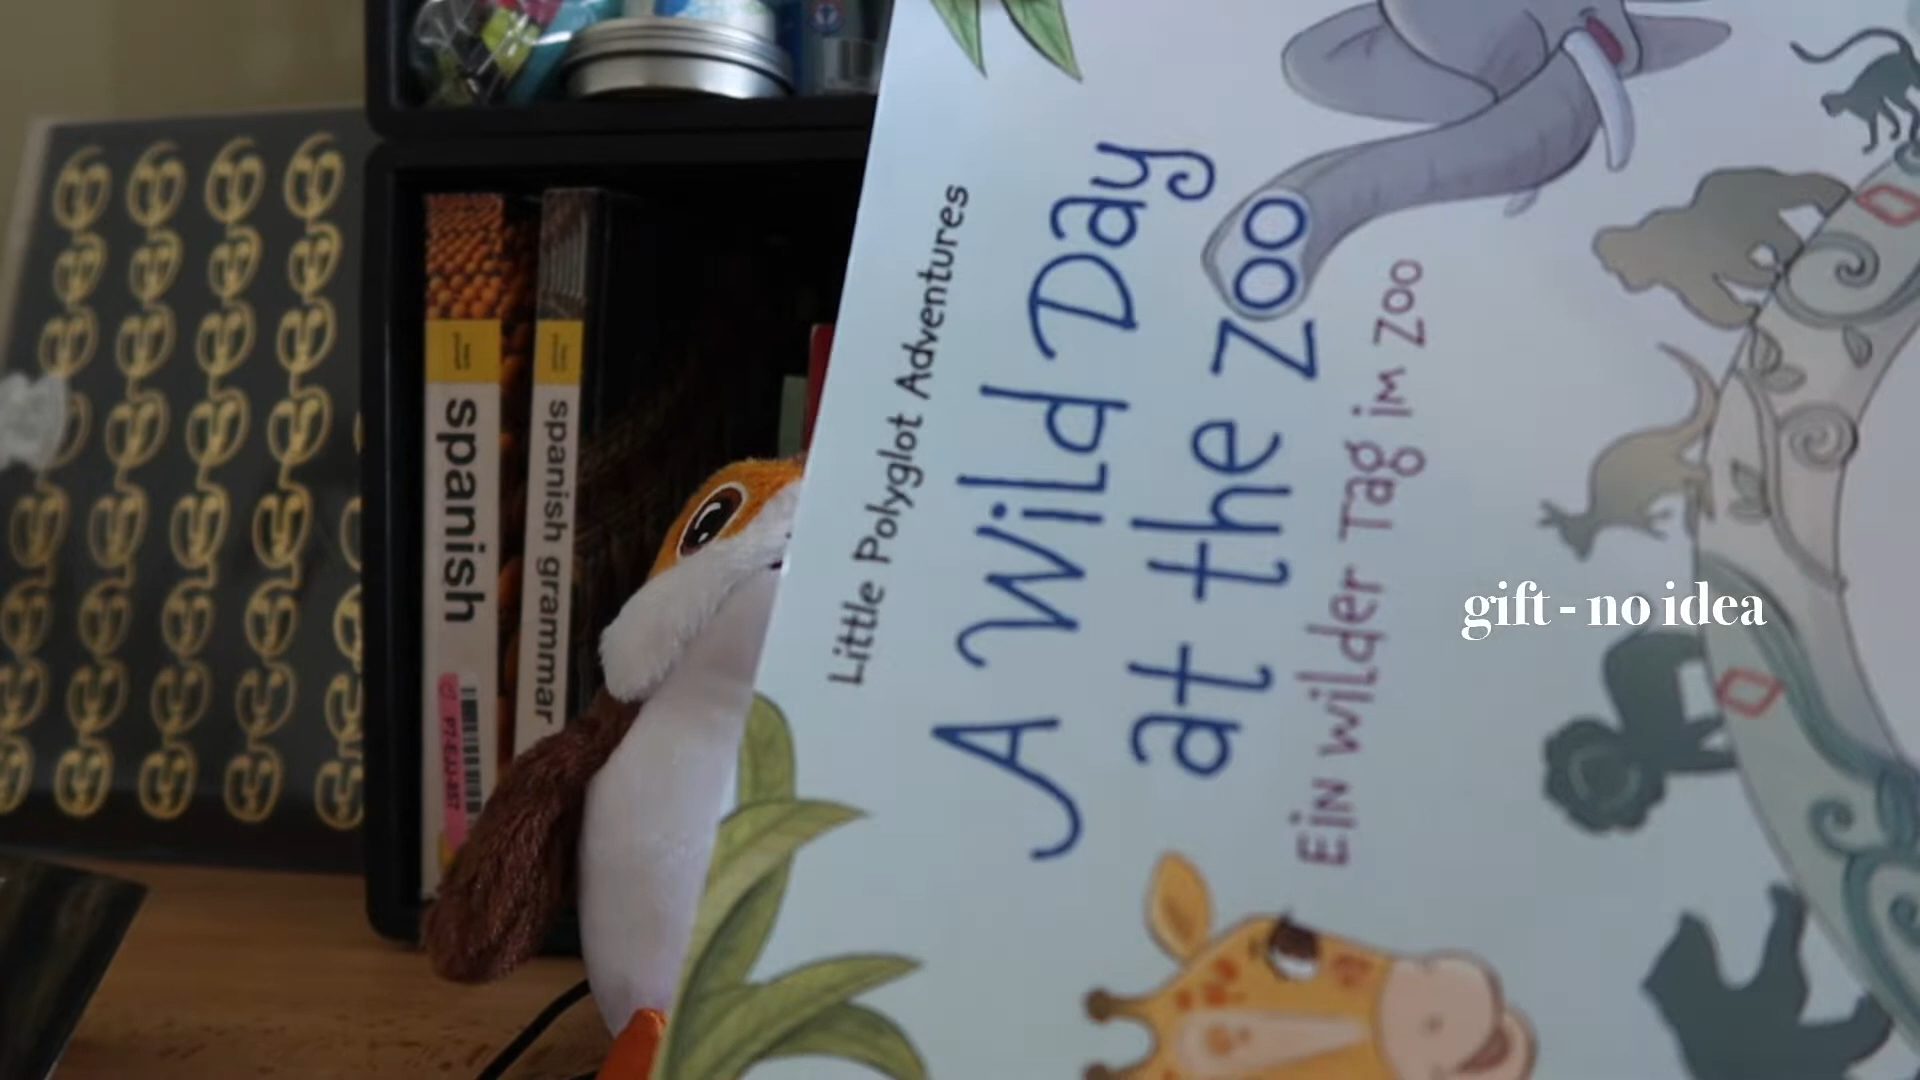 Little Polyglot Adventures
A Wild Day
at the zoo
Ein wilder Tag im Zoo
gift - no idea
spanish
spanish grammar